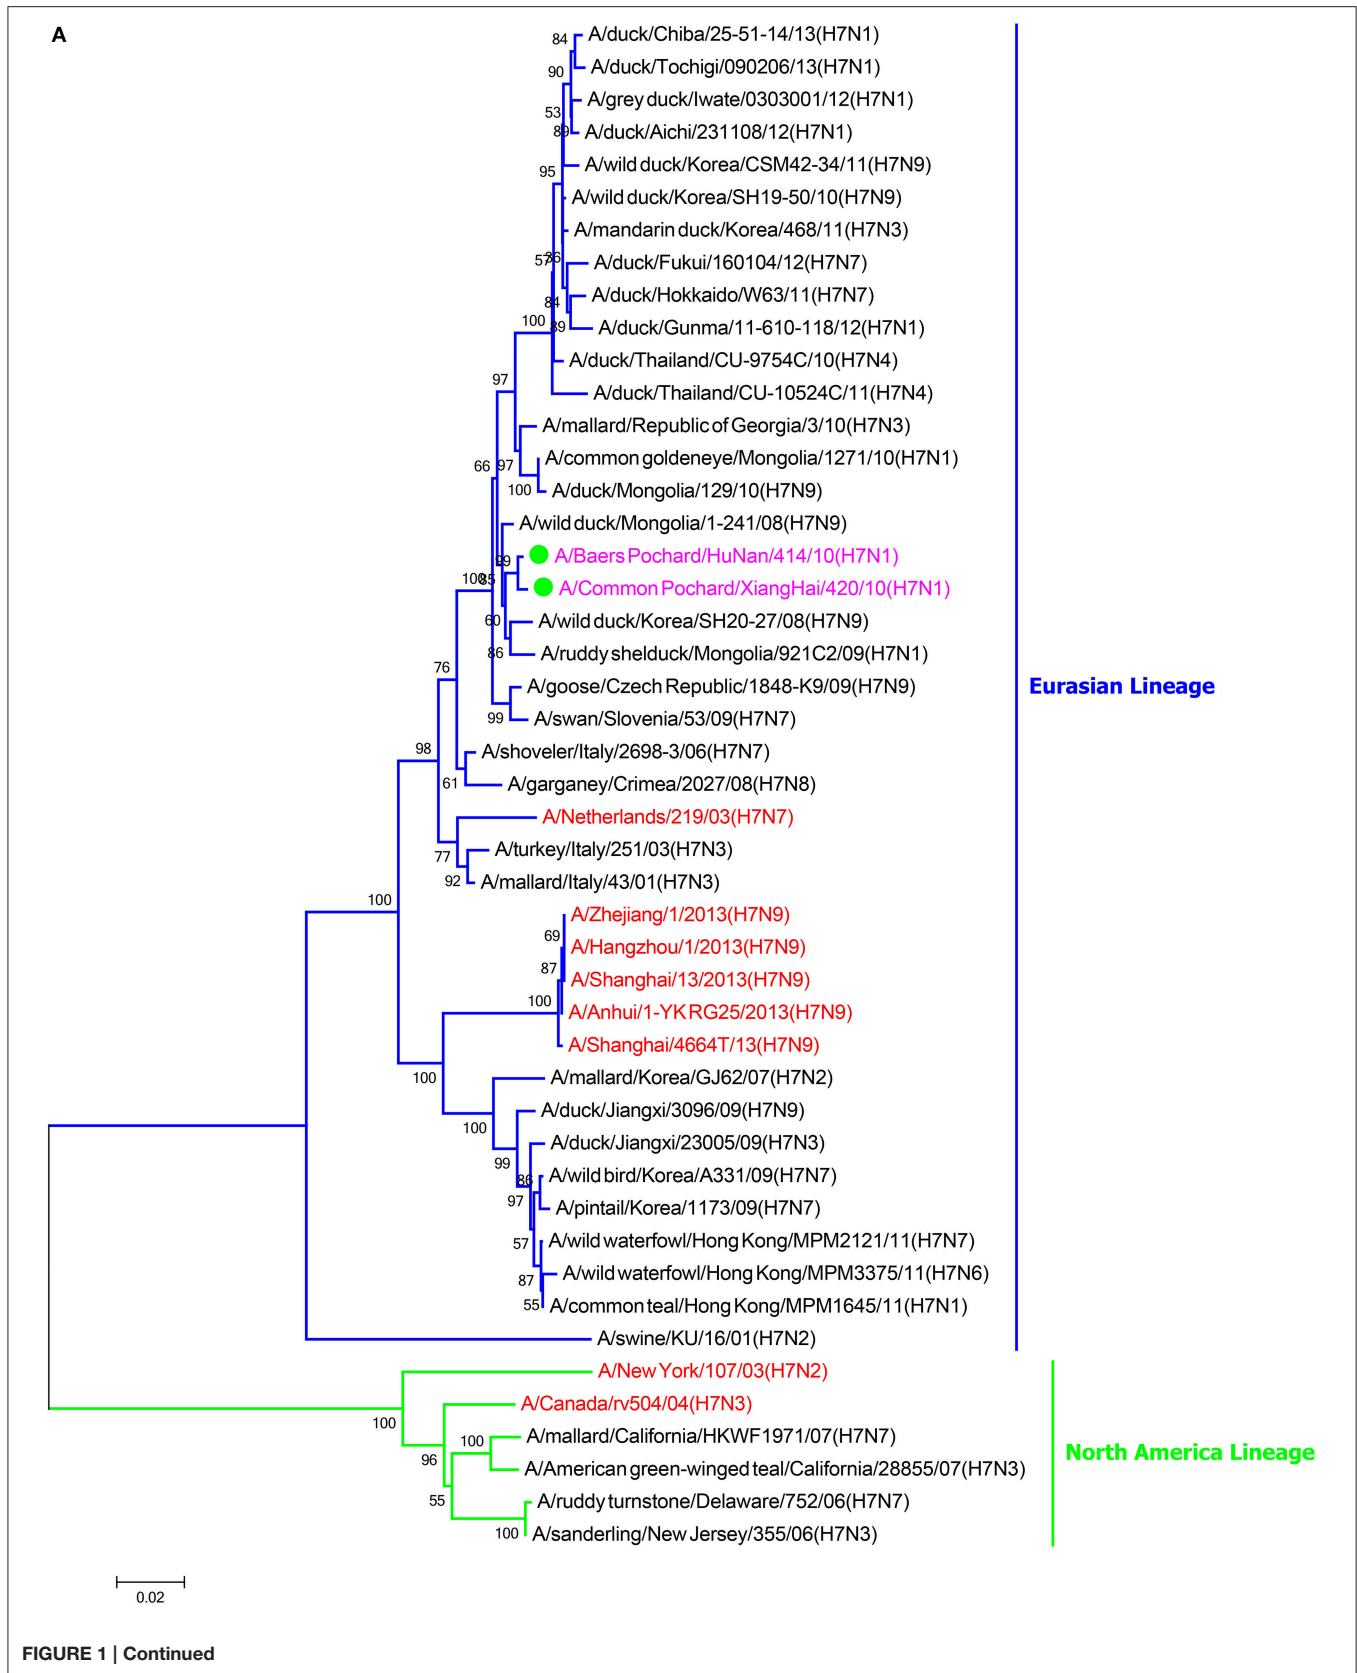 A
84 A/duck/Chiba/25-51-14/13(H7N1)
90 A/duck/Tochigi/090206/13(H7N1)
A/grey duck/Iwate/0303001/12(H7N1)
53
89 A/duck/Aichi/231108/12(H7N1)
95 A/wild duck/Korea/CSM42-34/11(H7N9)
A/wild duck/Korea/SH19-50/10(H7N9)
A/mandarin duck/Korea/468/11(H7N3)
57 A/duck/Fukui/160104/12(H7N7)
84 A/duck/Hokkaido/W63/11(H7N7)
100 89 A/duck/Gunma/11-610-118/12(H7N1)
A/duck/Thailand/CU-9754C/10(H7N4)
97 A/duck/Thailand/CU-10524C/11(H7N4)
A/mallard/Republic of Georgia/3/10(H7N3)
66 97 A/common goldeneye/Mongolia/1271/10(H7N1)
100 A/duck/Mongolia/129/10(H7N9)
A/wild duck/Mongolia/1-241/08(H7N9)
99 A/Baers Pochard/HuNan/414/10(H7N1)
100 85 A/Common Pochard/XiangHai/420/10(H7N1)
60 A/wild duck/Korea/SH20-27/08(H7N9)
86 A/ruddy shelduck/Mongolia/921C2/09(H7N1)
76 A/goose/Czech Republic/1848-K9/09(H7N9)
Eurasian Lineage
99 A/swan/Slovenia/53/09(H7N7)
98 A/shoveler/Italy/2698-3/06(H7N7)
61 A/garganey/Crimea/2027/08(H7N8)
A/Netherlands/219/03(H7N7)
77 A/turkey/Italy/251/03(H7N3)
92 A/mallard/Italy/43/01(H7N3)
100
A/Zhejiang/1/2013(H7N9)
69 A/Hangzhou/1/2013(H7N9)
87 A/Shanghai/13/2013(H7N9)
100 A/Anhui/1-YK RG25/2013(H7N9)
A/Shanghai/4664T/13(H7N9)
100 A/mallard/Korea/GJ62/07(H7N2)
A/duck/Jiangxi/3096/09(H7N9)
100 A/duck/Jiangxi/23005/09(H7N3)
99
86 A/wild bird/Korea/A331/09(H7N7)
97 A/pintail/Korea/1173/09(H7N7)
57 A/wild waterfowl/Hong Kong/MPM2121/11(H7N7)
87 A/wild waterfowl/Hong Kong/MPM3375/11(H7N6)
55 A/common teal/Hong Kong/MPM1645/11(H7N1)
A/swine/KU/16/01(H7N2)
A/New York/107/03(H7N2)
A/Canada/rv504/04(H7N3)
100
100 A/mallard/California/HKWF1971/07(H7N7)
96
North America Lineage
A/American green-winged teal/California/28855/07(H7N3)
55 A/ruddy turnstone/Delaware/752/06(H7N7)
100 A/sanderling/New Jersey/355/06(H7N3)
0.02
FIGURE 1 | Continued